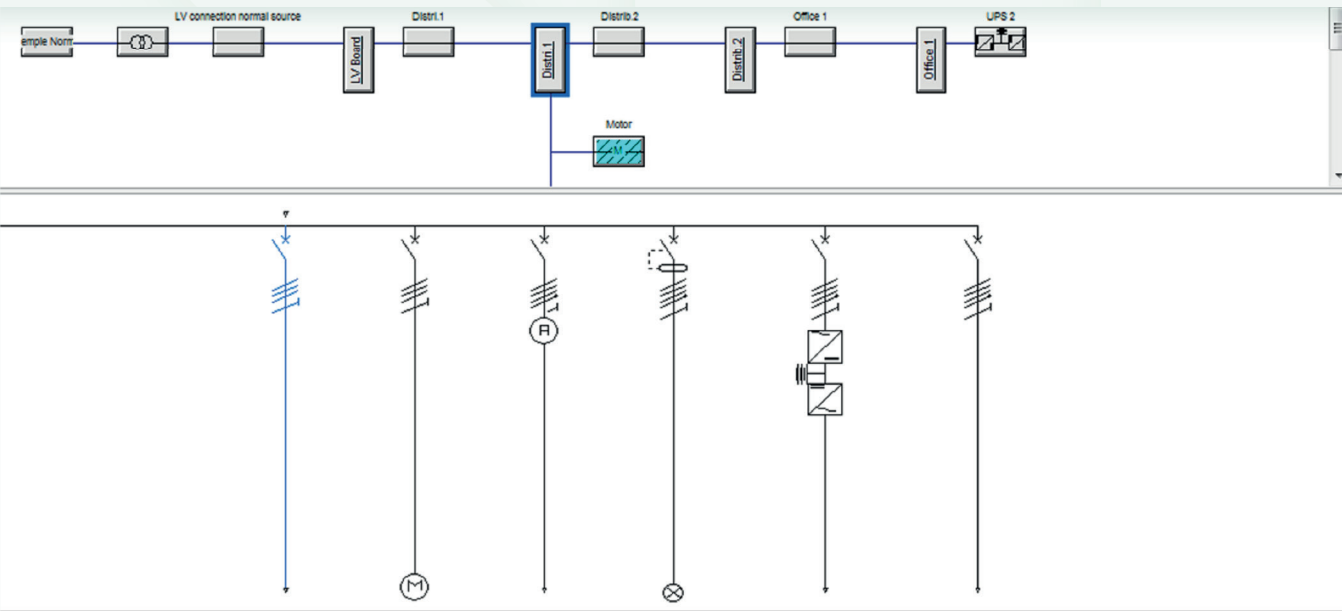 LV connection normal source
Distri.1
Distrib.2
Office 1
UPS 2
emple Norm
LV Board
Distri.1
Distrib.2
Office.1
Motor
M
A
M